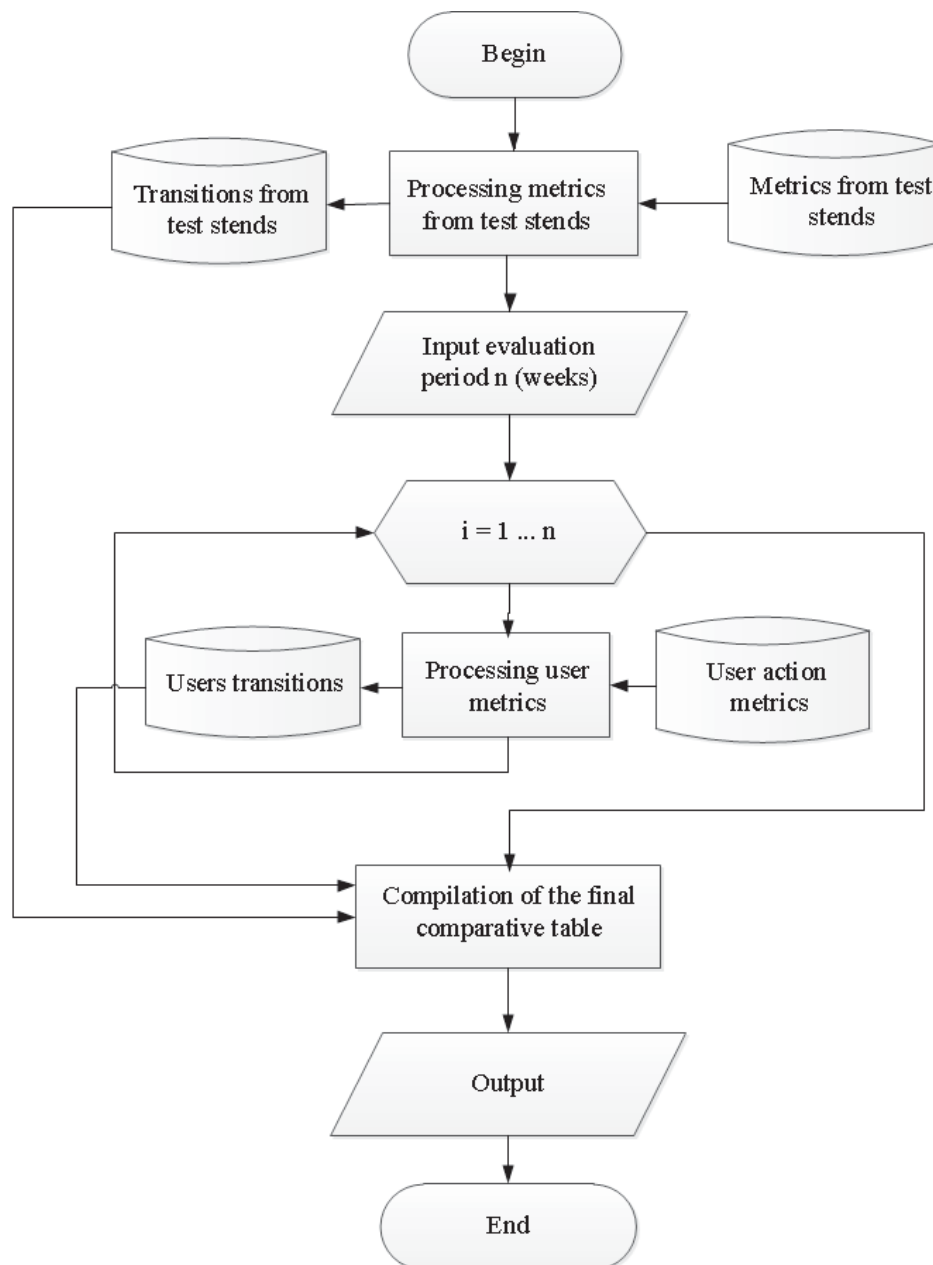 Begin
Transitions from
test stends
Processing metrics
from test stends
Metrics from test
stends
Input evaluation
period n (weeks)
i = 1 ... n
Users transitions
Processing user
metrics
User action
metrics
Compilation of the final
comparative table
Output
End